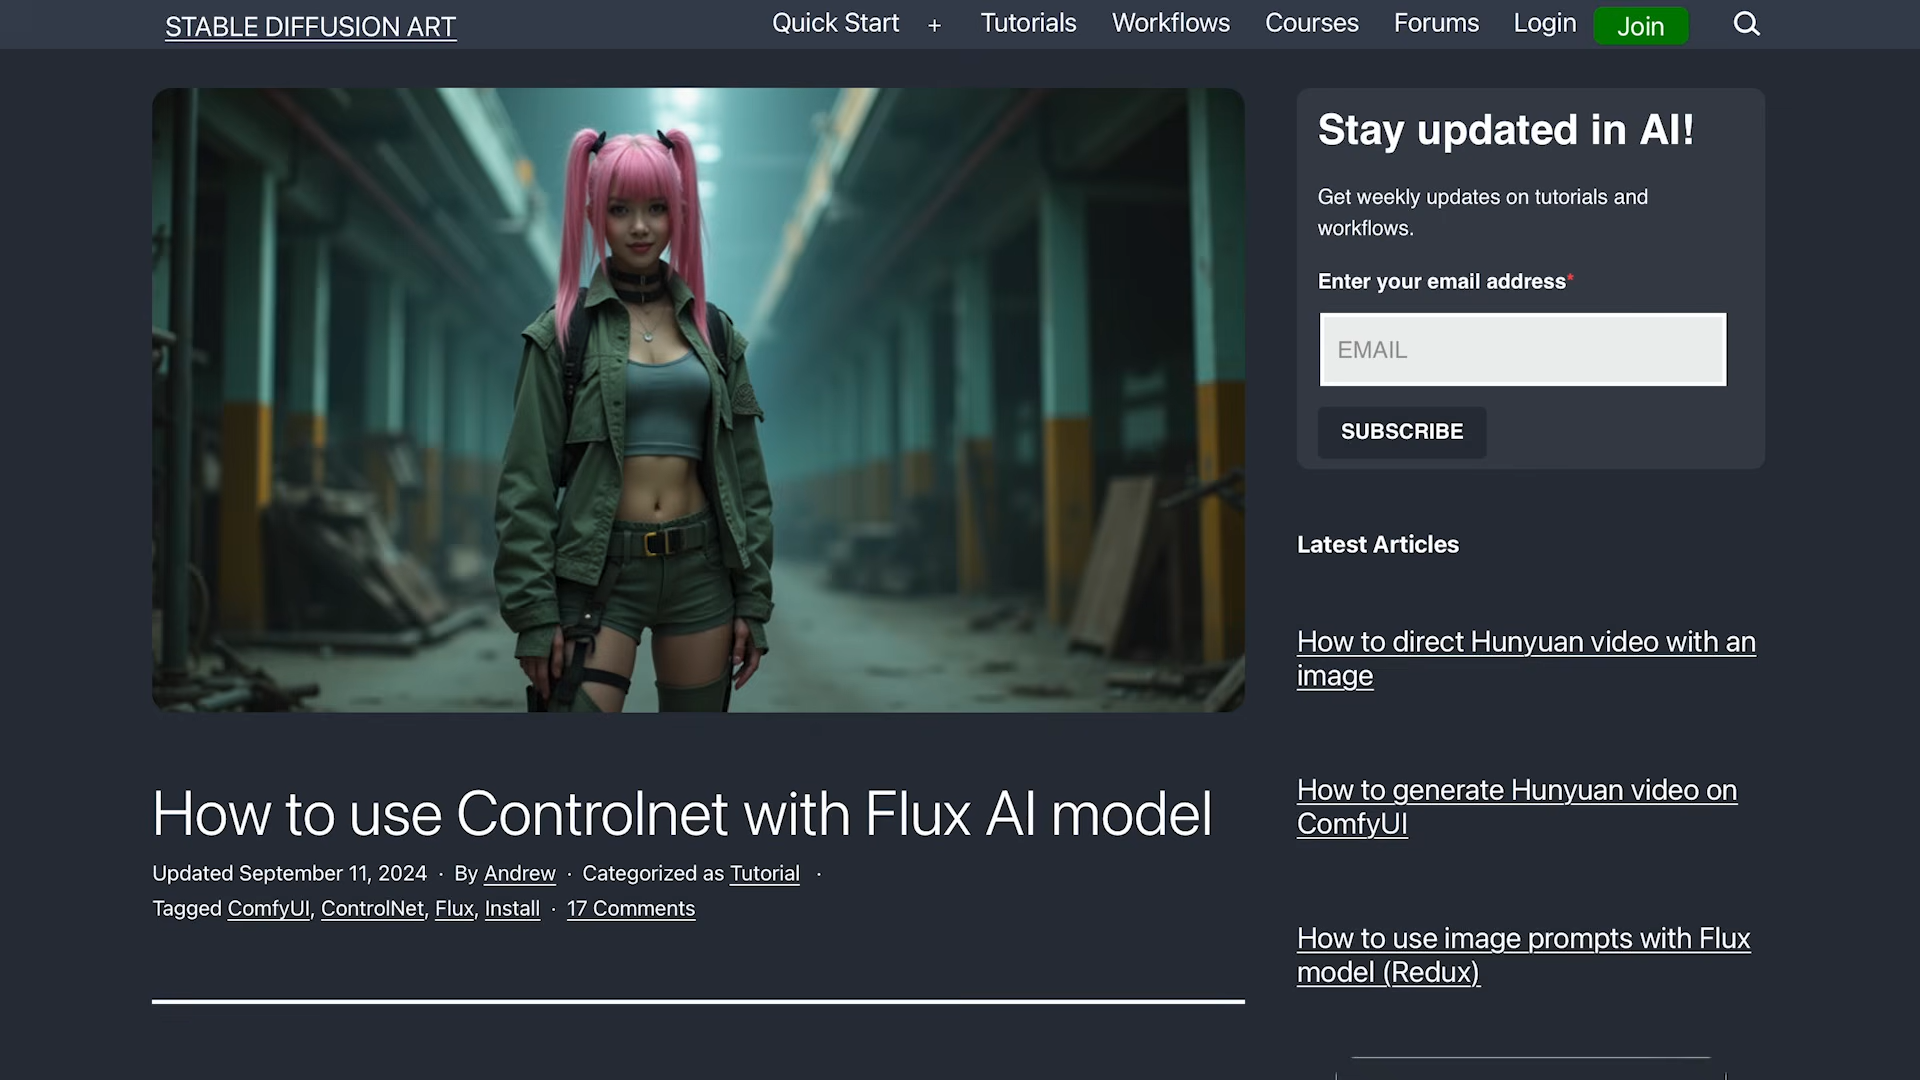 STABLE DIFFUSION ART
Quick Start + Tutorials Workflows Courses Forums Login Join
Stay updated in AI!
Get weekly updates on tutorials and
workflows.
Enter your email address*
EMAIL
SUBSCRIBE
Latest Articles
How to direct Hunyuan video with an
image
How to generate Hunyuan video on
ComfyUI
How to use image prompts with Flux
model (Redux)
How to use Controlnet with Flux AI model
Updated September 11, 2024 · By Andrew · Categorized as Tutorial ·
Tagged ComfyUI, ControlNet, Flux, Install · 17 Comments